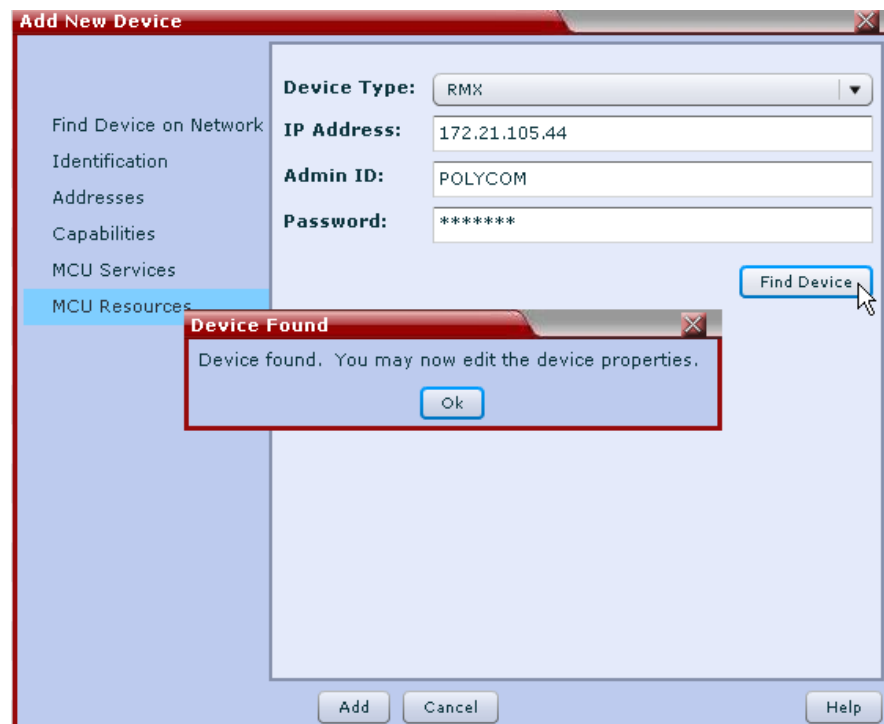 Add New Device
Find Device on Network
Identification
Addresses
Capabilities
MCU Services
MCU Resources
Device Type: RMX
IP Address: 172.21.105.44
Admin ID: POLYCOM
Password: *******
Find Device
Device Found
Device found. You may now edit the device properties.
Ok
Add Cancel Help